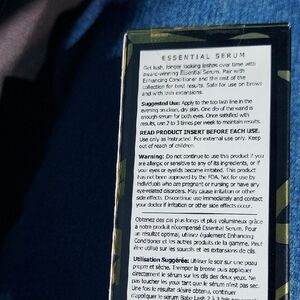 ESSENTIAL SERUM
Get lush, longer looking lashes over time with
award-winning Essential Serum. Pair with
Enhancing Conditioner and the rest of the
collection for best results. Safe for use on brows
and with lash extensions.
Suggested Use: Apply to the top lash line in the
evening on clean, dry skin. One dip of the wand is
enough serum for both eyes. Once satisfied with
results, use 2 to 3 times per week to maintain results.
READ PRODUCT INSERT BEFORE EACH USE.
Use only as instructed. For external use only. Keep
out of reach of children.
Warning: Do not continue to use this product if you
are allergic or sensitive to any of its ingredients, or if
your eyes or eyelids become irritated. This product
has not been approved by the FDA. Not for use by
individuals who are pregnant or nursing or have any
eye-related disorders. May cause irritation or other
side effects. Discontinue use immediately and contact
your doctor if irritation or other side effects occur.
Obtenez des cils plus longs et plus volumineux grâce
à notre produit récompensé Essential Serum. Pour
un résultat optimal, utilisez également Enhancing
Conditioner et les autres produits de la gamme. Peut
être utilisé sur les sourcils et les extensions de cils.
Utilisation Suggérée: Utiliser le soir sur une peau
propre et sèche. Tremper la brosse puis appliquer
directement le sérum sur les cils des deux yeux. Ne
pas toucher les yeux tant que le sérum n'est pas sec.
Une fois le résultat désiré obtenu, continuer
d'appliquer le sérum Babe Lash 2 à 3 fois